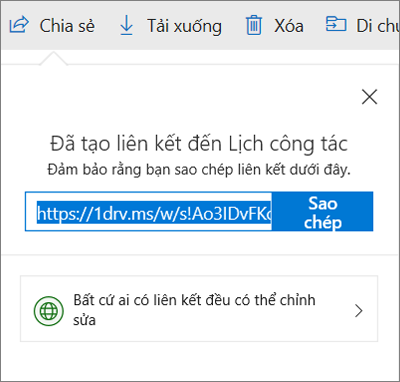 Chia sẻ Tải xuống Xóa Di chu
Đã tạo liên kết đến Lịch công tác
Đảm bảo rằng bạn sao chép liên kết dưới đây.
https://1drv.ms/w/s!Ao3IDvFKc Sao
chép
Bất cứ ai có liên kết đều có thể chỉnh
sửa